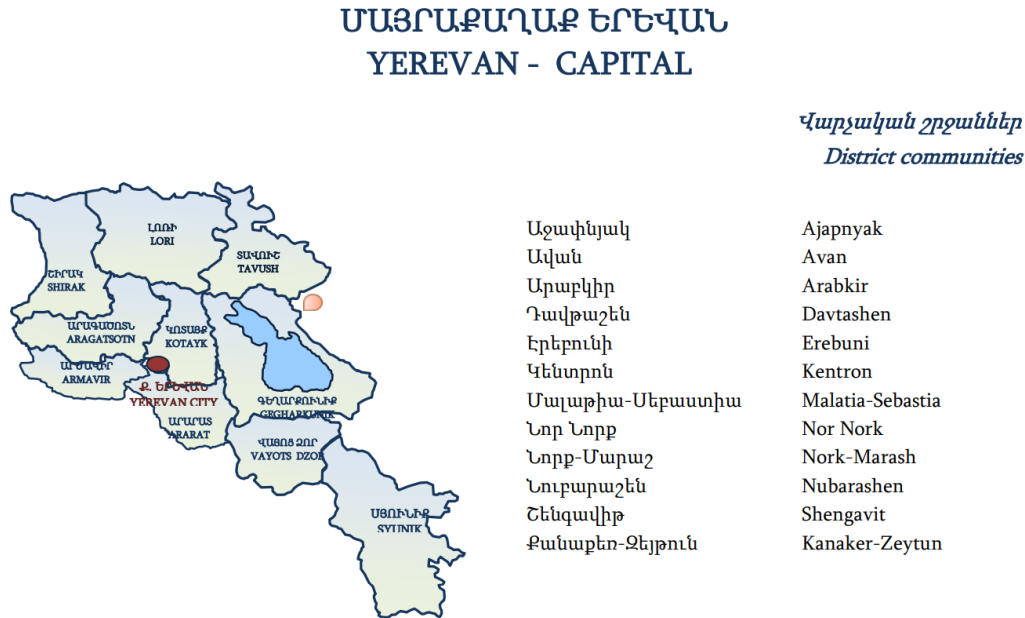 ՄԱՅՐԱՔԱՂԱՔ ԵՐԵՎԱՆ
YEREVAN - CAPITAL
Վարչական շրջաններ
District communities
ԼՈՌԻ
LORI
ՏԱՎՈՒՇ
TAVUSH
ՇԻՐԱԿ
SHIRAK
ԱՐԱԳԱԾՈՏՆ
ARAGATSOTN
ԿՈՏԱՅՔ
KOTAYK
ԱՐՄԱՎԻՐ
ARMAVIR
Ք. ԵՐԵՎԱՆ
YEREVAN CITY
ԳԵՂԱՐՔՈՒՆԻՔ
GEGHARKUNIK
ԱՐԱՐԱՏ
ARARAT
ՎԱՅՈՑ ՁՈՐ
VAYOTS DZOR
ՍՅՈՒՆԻՔ
SYUNIK
Աջափնյակ Ajapnyak
Ավան Avan
Արաբկիր Arabkir
Դավթաշեն Davtashen
Էրեբունի Erebuni
Կենտրոն Kentron
Մալաթիա-Սեբաստիա Malatia-Sebastia
Նոր Նորք Nor Nork
Նորք-Մարաշ Nork-Marash
Նուբարաշեն Nubarashen
Շենգավիթ Shengavit
Քանաքեռ-Զեյթուն Kanaker-Zeytun